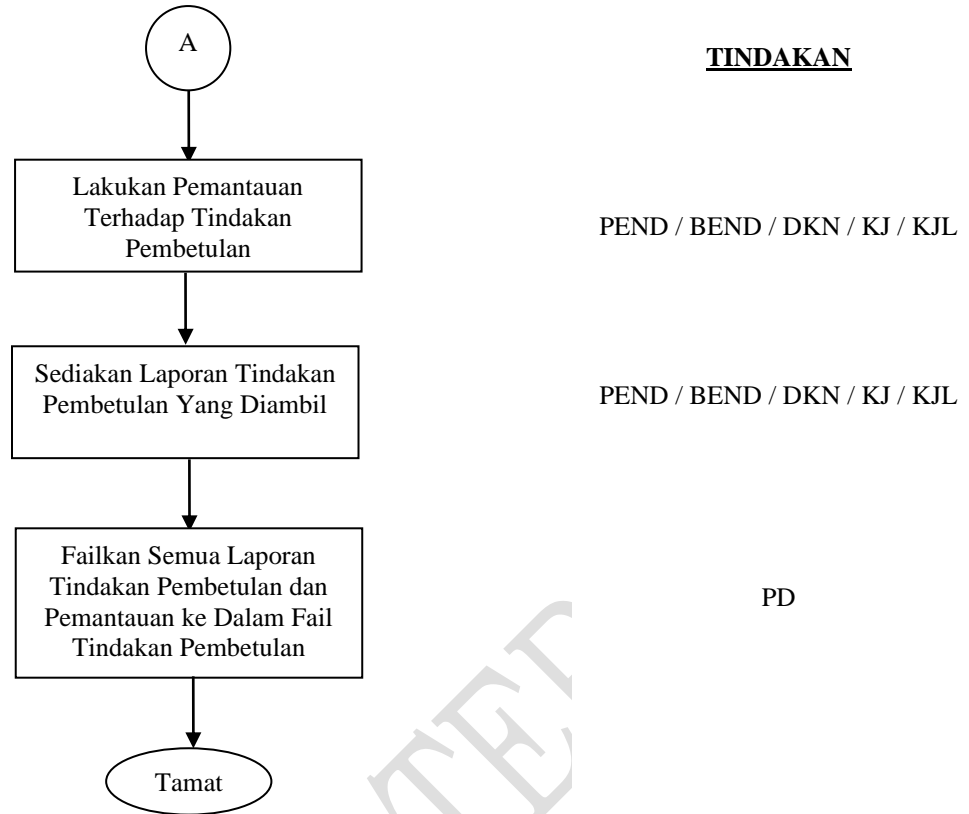 A
TINDAKAN
Lakukan Pemantauan
Terhadap Tindakan
Pembetulan
PEND / BEND / DKN / KJ / KJL
Sediakan Laporan Tindakan
Pembetulan Yang Diambil
PEND / BEND / DKN / KJ / KJL
Failkan Semua Laporan
Tindakan Pembetulan dan
Pemantauan ke Dalam Fail
Tindakan Pembetulan
PD
Tamat